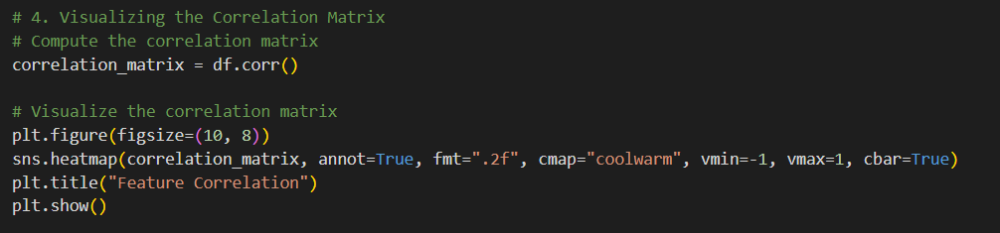 # 4. Visualizing the Correlation Matrix
# Compute the correlation matrix
correlation_matrix = df.corr()
# Visualize the correlation matrix
plt.figure(figsize=(10, 8))
sns.heatmap(correlation_matrix, annot=True, fmt=".2f", cmap="coolwarm", vmin=-1, vmax=1, cbar=True)
plt.title("Feature Correlation")
plt.show()